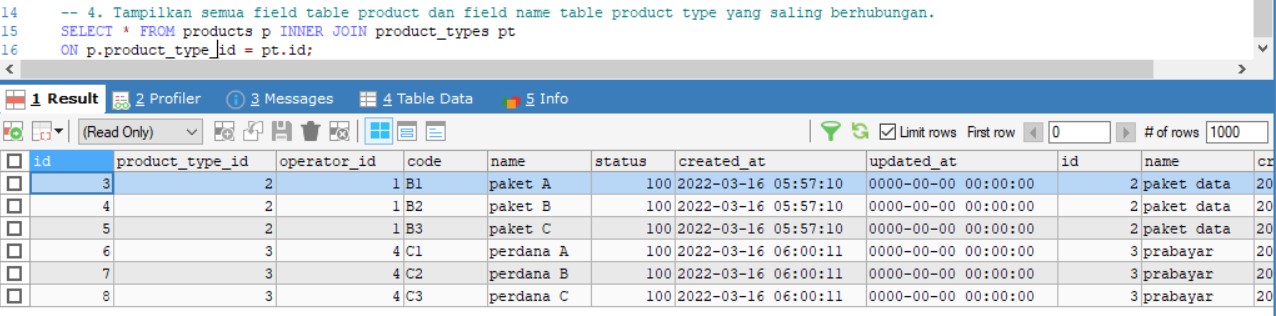 14 -- 4. Tampilkan semua field table product dan field name table product type yang saling berhubungan.
15 SELECT * FROM products p INNER JOIN product_types pt
16 ON p.product_type_id = pt.id;
1 Result 2 Profiler 3 Messages 4 Table Data 5 Info
(Read Only) Limit rows First row 0 # of rows 1000
id product_type_id operator_id code name status created_at updated_at id name cr
3 2 1 B1 paket A 100 2022-03-16 05:57:10 0000-00-00 00:00:00 2 paket data 20
4 2 1 B2 paket B 100 2022-03-16 05:57:10 0000-00-00 00:00:00 2 paket data 20
5 2 1 B3 paket C 100 2022-03-16 05:57:10 0000-00-00 00:00:00 2 paket data 20
6 3 4 C1 perdana A 100 2022-03-16 06:00:11 0000-00-00 00:00:00 3 prabayar 20
7 3 4 C2 perdana B 100 2022-03-16 06:00:11 0000-00-00 00:00:00 3 prabayar 20
8 3 4 C3 perdana C 100 2022-03-16 06:00:11 0000-00-00 00:00:00 3 prabayar 20